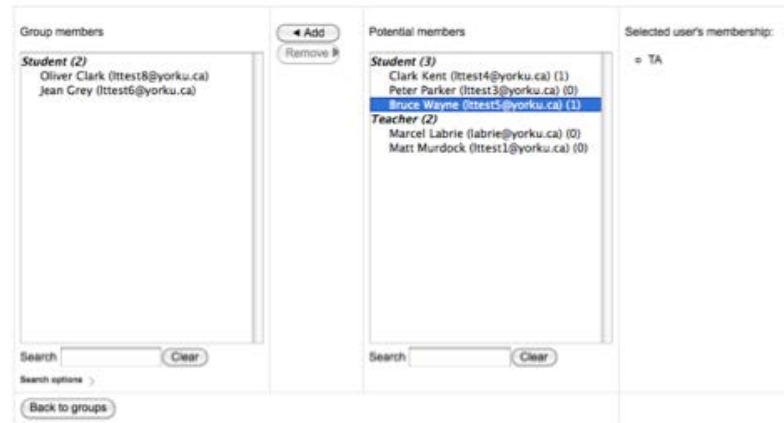 Group members
Student (2)
Oliver Clark (lttest8@yorku.ca)
Jean Grey (lttest6@yorku.ca)
Search
Clear
Search options
Back to groups
◄ Add
Remove ►
Potential members
Student (3)
Clark Kent (lttest4@yorku.ca) (1)
Peter Parker (lttest3@yorku.ca) (0)
Bruce Wayne (lttest5@yorku.ca) (1)
Teacher (2)
Marcel Labrie (labrie@yorku.ca) (0)
Matt Murdock (lttest1@yorku.ca) (0)
Search
Clear
Selected user's membership:
TA